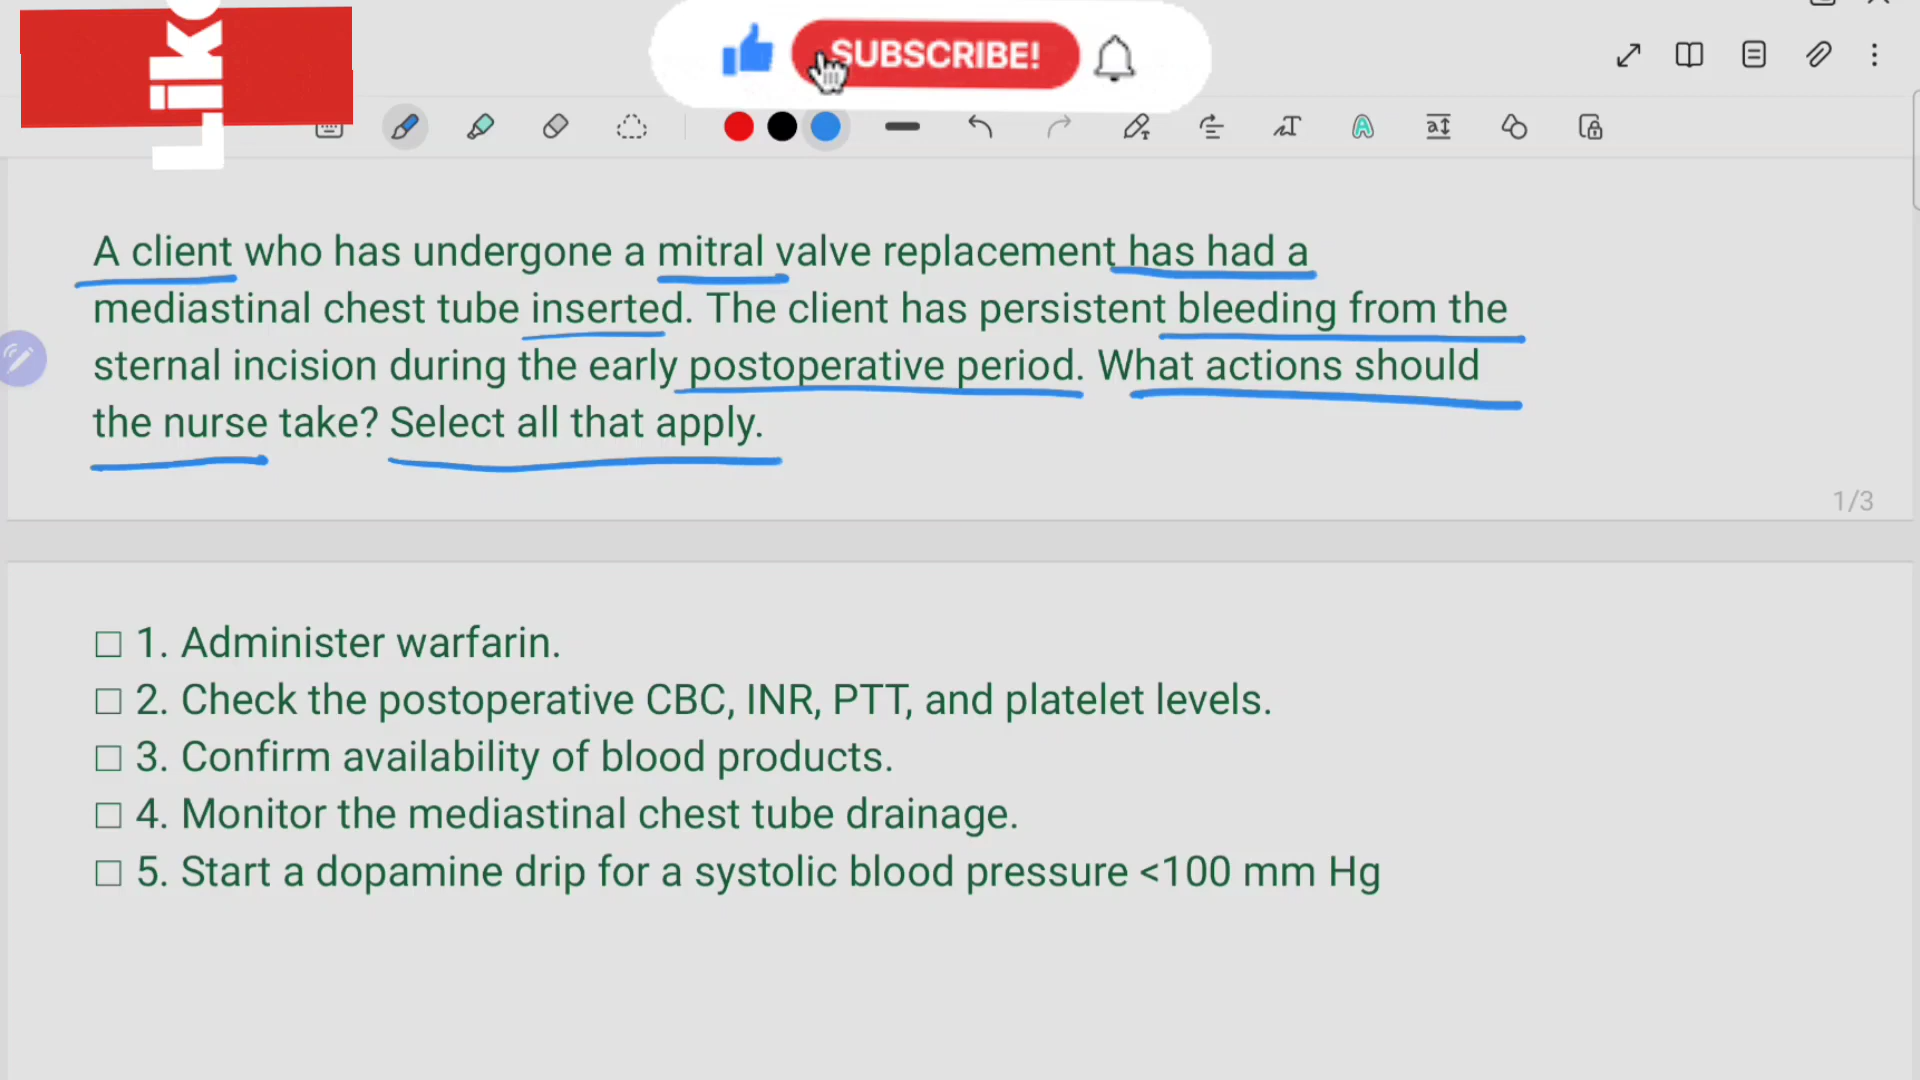 Like
SUBSCRIBE!
A client who has undergone a mitral valve replacement has had a
mediastinal chest tube inserted. The client has persistent bleeding from the
sternal incision during the early postoperative period. What actions should
the nurse take? Select all that apply.
1/3
☐ 1. Administer warfarin.
☐ 2. Check the postoperative CBC, INR, PTT, and platelet levels.
☐ 3. Confirm availability of blood products.
☐ 4. Monitor the mediastinal chest tube drainage.
☐ 5. Start a dopamine drip for a systolic blood pressure <100 mm Hg